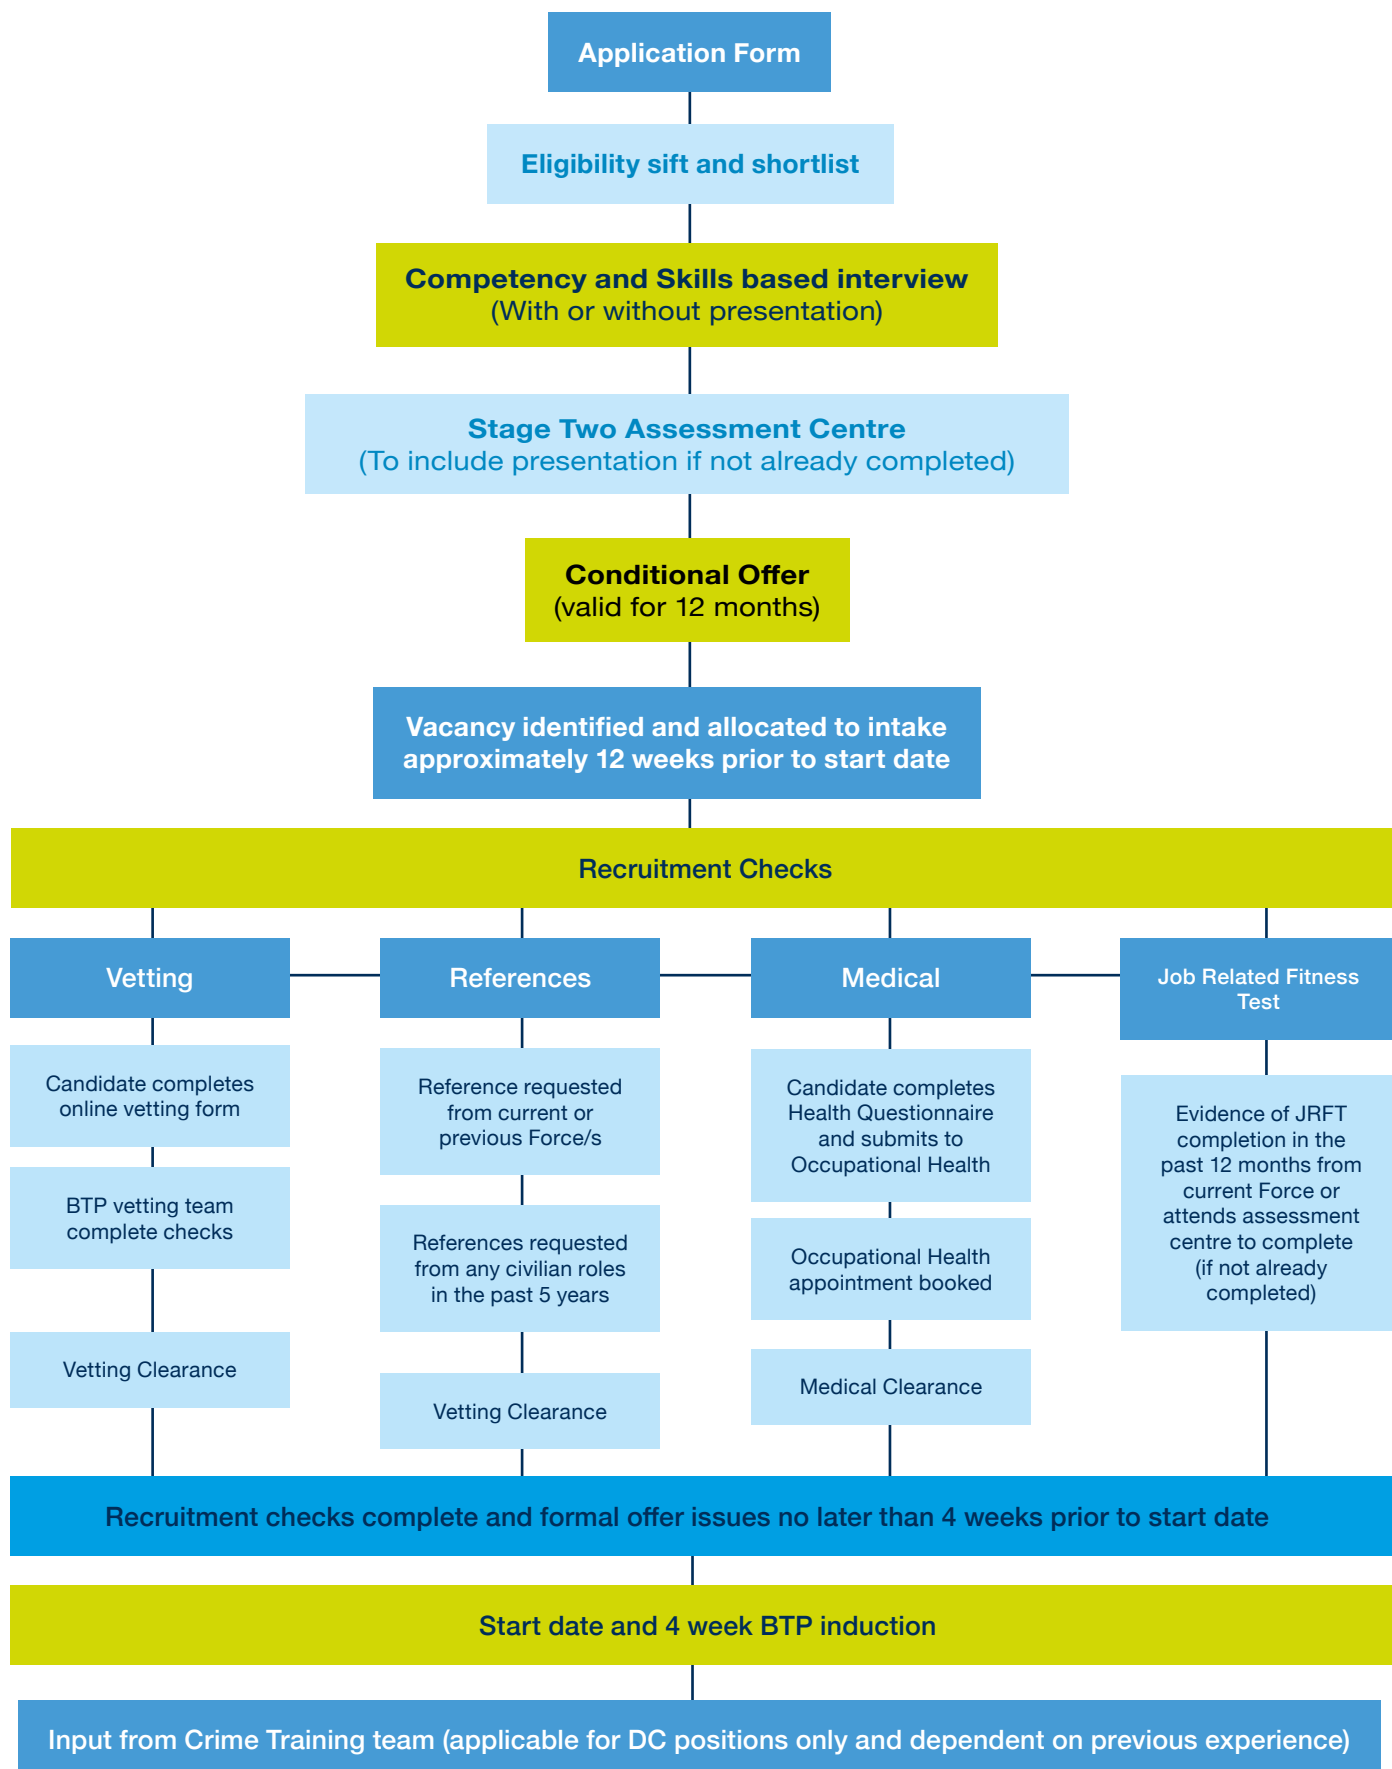 Application Form
Eligibility sift and shortlist
Competency and Skills based interview
(With or without presentation)
Stage Two Assessment Centre
(To include presentation if not already completed)
Conditional Offer
(valid for 12 months)
Vacancy identified and allocated to intake
approximately 12 weeks prior to start date
Recruitment Checks
Vetting
Candidate completes
online vetting form
BTP vetting team
complete checks
Vetting Clearance
References
Reference requested
from current or
previous Force/s
References requested
from any civilian roles
in the past 5 years
Vetting Clearance
Medical
Candidate completes
Health Questionnaire
and submits to
Occupational Health
Occupational Health
appointment booked
Medical Clearance
Job Related Fitness
Test
Evidence of JRFT
completion in the
past 12 months from
current Force or
attends assessment
centre to complete
(if not already
completed)
Recruitment checks complete and formal offer issues no later than 4 weeks prior to start date
Start date and 4 week BTP induction
Input from Crime Training team (applicable for DC positions only and dependent on previous experience)